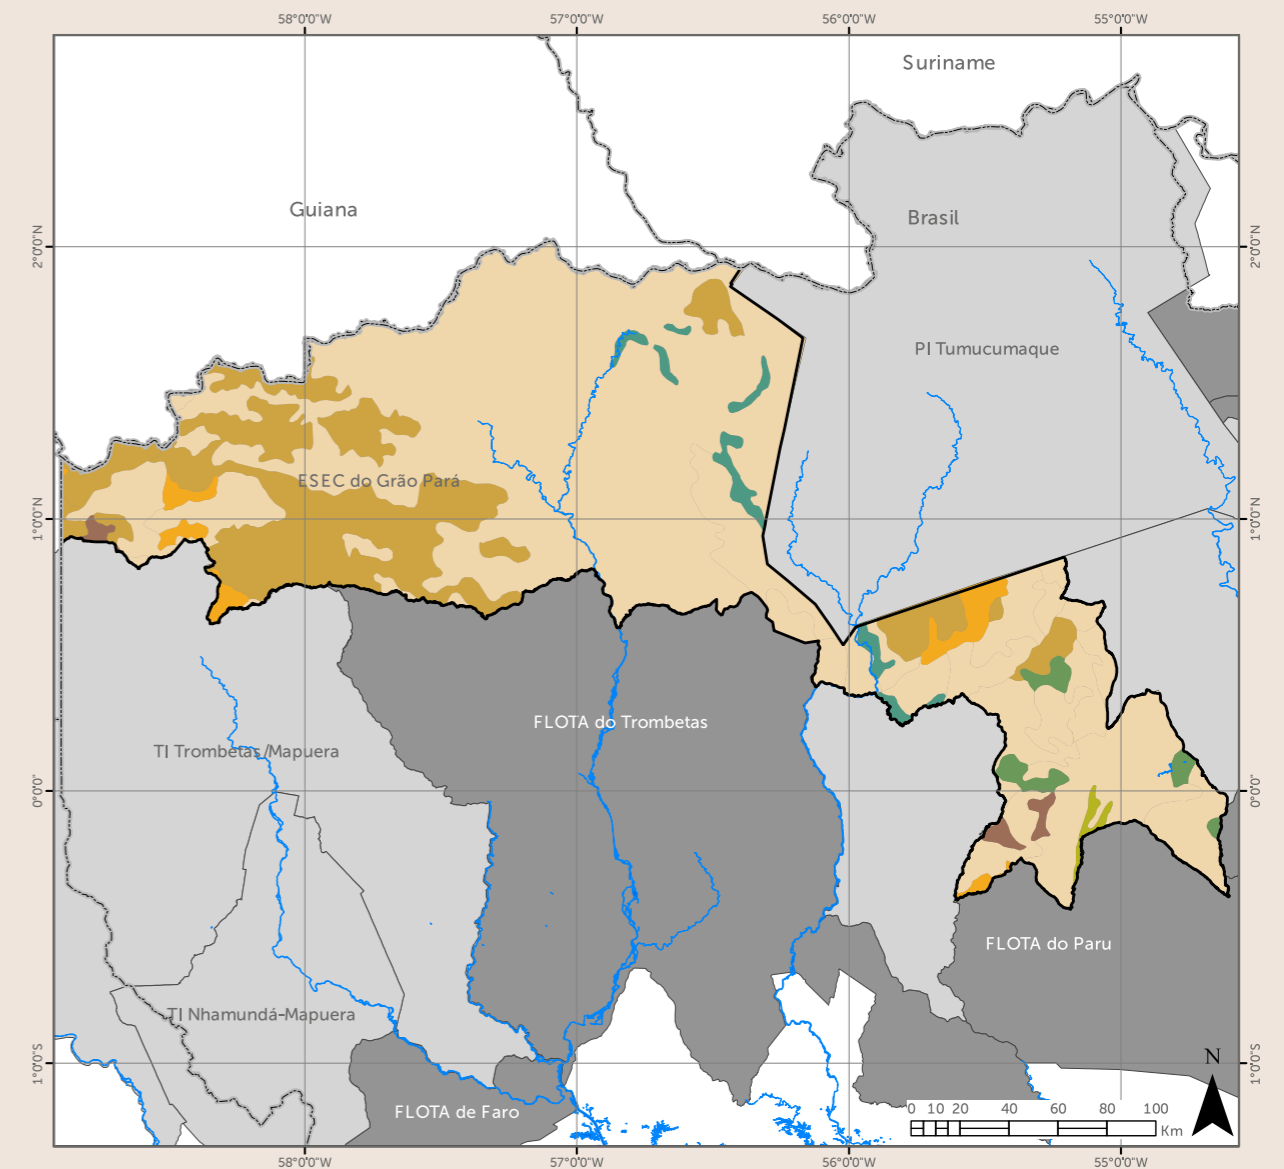 58°0'0"W 57°0'0"W 56°0'0"W 55°0'0"W
Suriname
Guiana
Brasil
2°0'0"N 2°0'0"N
PI Tumucumaque
ESEC do Grão Pará
1°0'0"N 1°0'0"N
FLOTA do Trombetas
TI Trombetas/Mapuera
0°0'0" 0°0'0"
FLOTA do Paru
TI Nhamundá-Mapuera
N
1°0'0"S 1°0'0"S
FLOTA de Faro
0 10 20 40 60 80 100
Km
58°0'0"W 57°0'0"W 56°0'0"W 55°0'0"W